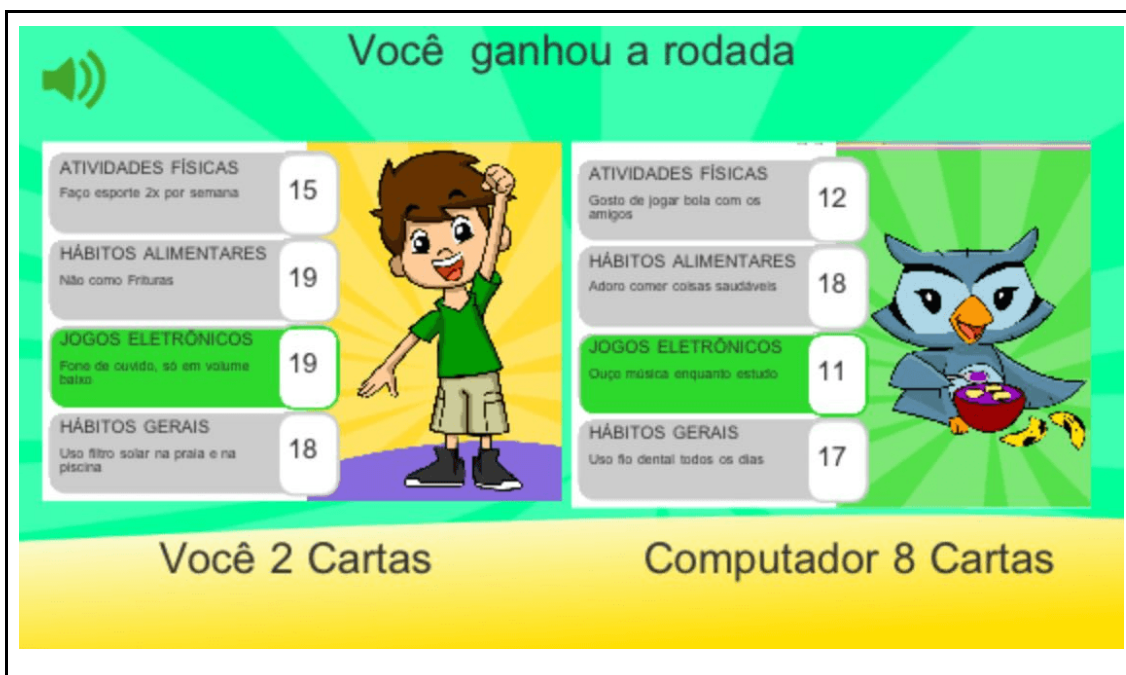 Você ganhou a rodada
ATIVIDADES FÍSICAS
Faço esporte 2x por semana
15
HÁBITOS ALIMENTARES
Não como Frituras
19
JOGOS ELETRÔNICOS
Fone de ouvido, só em volume
baixo
19
HÁBITOS GERAIS
Uso filtro solar na praia e na
piscina
18
ATIVIDADES FÍSICAS
Gosto de jogar bola com os
amigos
12
HÁBITOS ALIMENTARES
Adoro comer coisas saudáveis
18
JOGOS ELETRÔNICOS
Ouço música enquanto estudo
11
HÁBITOS GERAIS
Uso fio dental todos os dias
17
Você 2 Cartas
Computador 8 Cartas